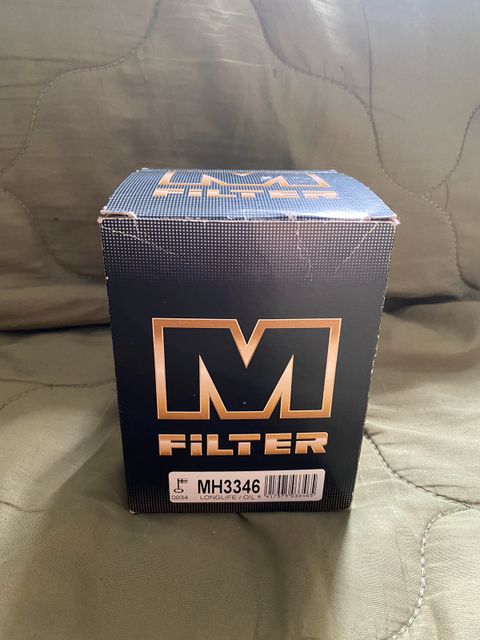 M
FiLTER
M
FiLTER
MH3346
0934
LONGLIFE / OIL